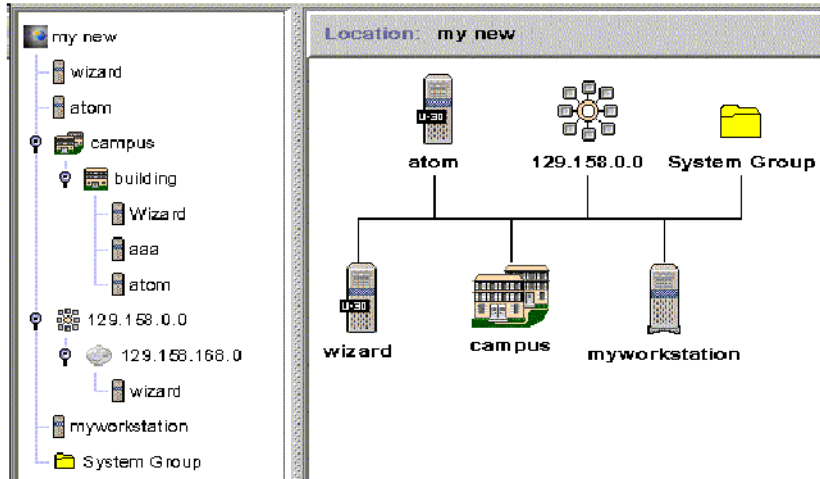 my new
wizard
atom
campus
building
Wizard
aaa
atom
129.158.0.0
129.158.168.0
wizard
myworkstation
System Group
Location: my new
U-30
atom
129.158.0.0
System Group
U-30
wizard
campus
myworkstation